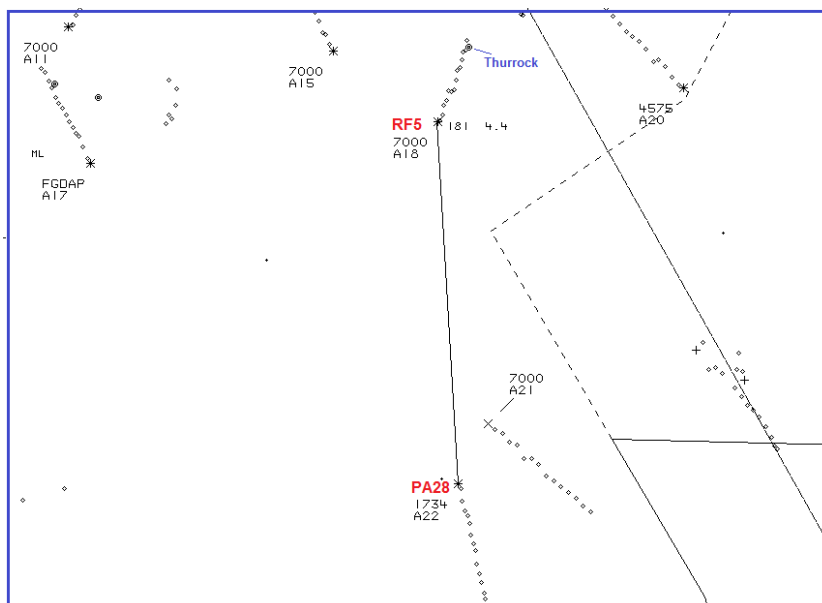 7000
A11
7000
A15
Thurrock
4575
A20
RF5
181 4.4
7000
A18
ML
FGDAP
A17
7000
A21
PA28
1734
A22